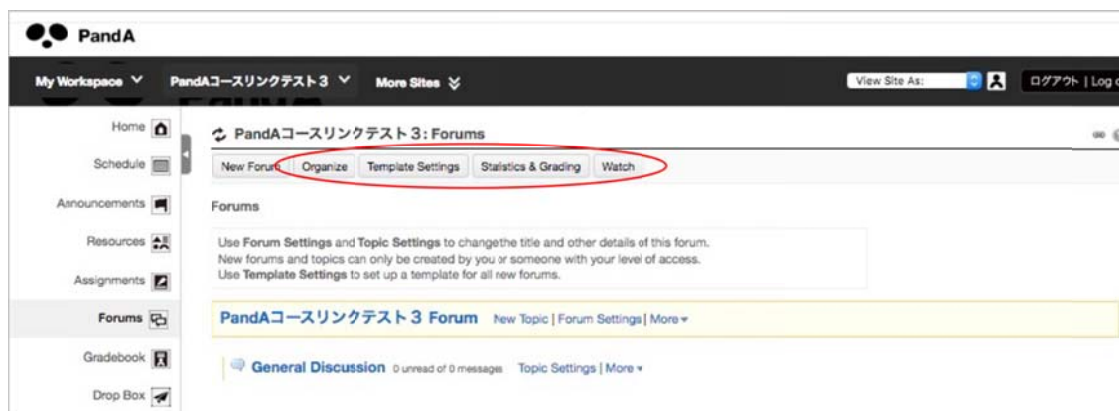 PandA
My Workspace PandAコースリンクテスト3 More Sites View Site As: ログアウト | Log
Home
Schedule
Announcements
Resources
Assignments
Forums
Gradebook
Drop Box
PandAコースリンクテスト3: Forums
New Forum Organize Template Settings Statistics & Grading Watch
Forums
Use Forum Settings and Topic Settings to changethe title and other details of this forum.
New forums and topics can only be created by you or someone with your level of access.
Use Template Settings to set up a template for all new forums.
PandAコースリンクテスト3 Forum New Topic | Forum Settings | More
General Discussion 0 unread of 0 messages Topic Settings | More